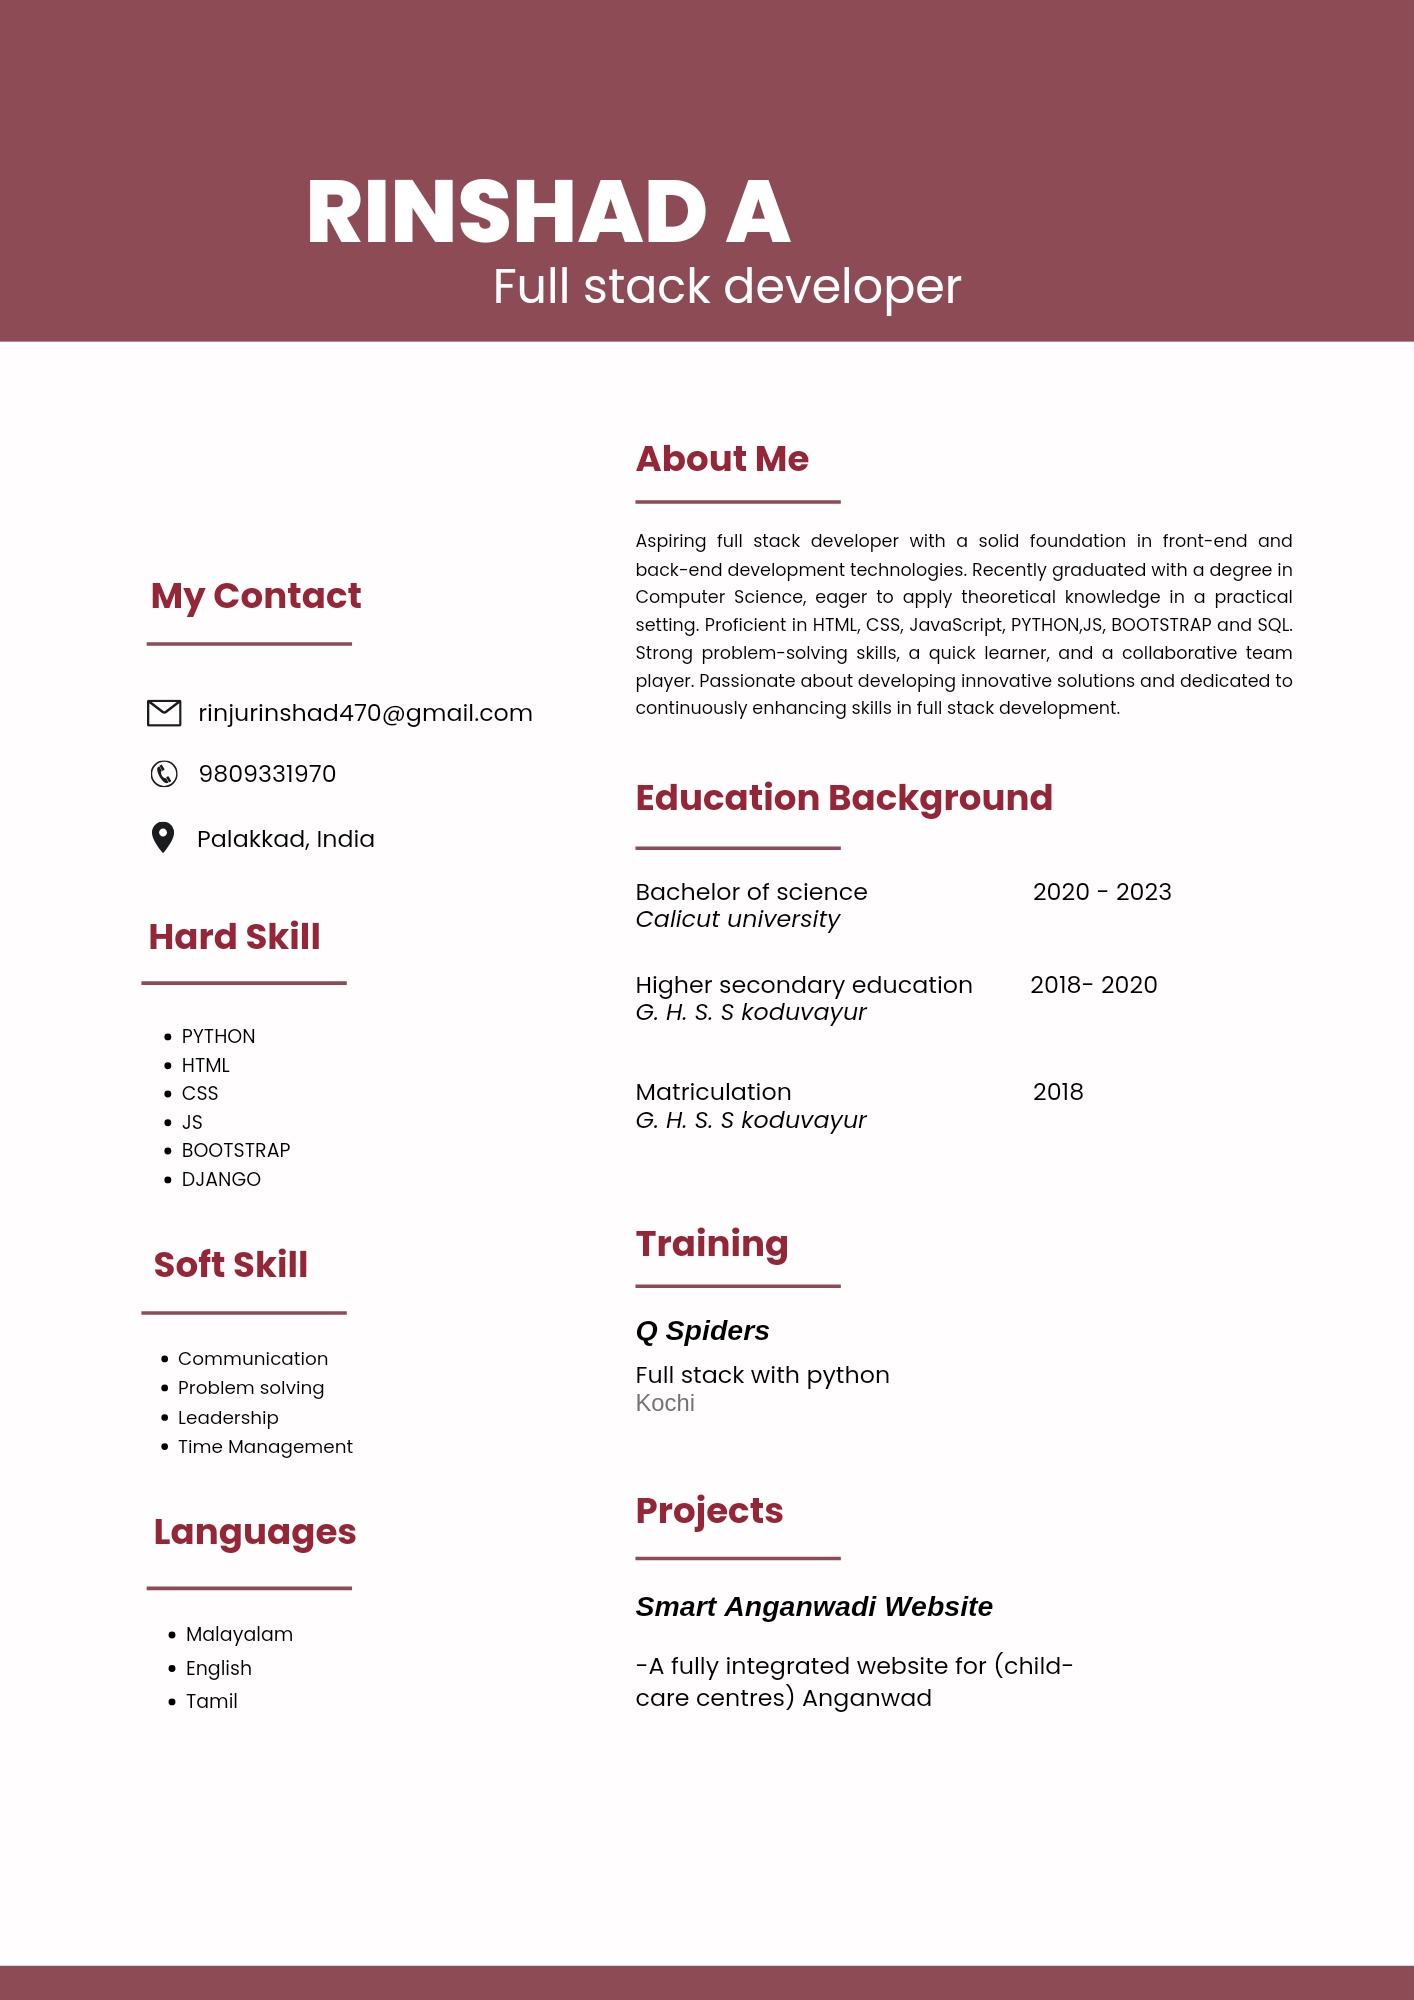 RINSHAD A
Full stack developer
My Contact
rinjurinshad470@gmail.com
9809331970
Palakkad, India
Hard Skill
PYTHON
HTML
CSS
JS
BOOTSTRAP
DJANGO
Soft Skill
Communication
Problem solving
Leadership
Time Management
Languages
Malayalam
English
Tamil
About Me
Aspiring full stack developer with a solid foundation in front-end and
back-end development technologies. Recently graduated with a degree in
Computer Science, eager to apply theoretical knowledge in a practical
setting. Proficient in HTML, CSS, JavaScript, PYTHON,JS, BOOTSTRAP and SQL.
Strong problem-solving skills, a quick learner, and a collaborative team
player. Passionate about developing innovative solutions and dedicated to
continuously enhancing skills in full stack development.
Education Background
Bachelor of science 2020 - 2023
Calicut university
Higher secondary education 2018- 2020
G. H. S. S koduvayur
Matriculation 2018
G. H. S. S koduvayur
Training
Q Spiders
Full stack with python
Kochi
Projects
Smart Anganwadi Website
-A fully integrated website for (child-
care centres) Anganwad